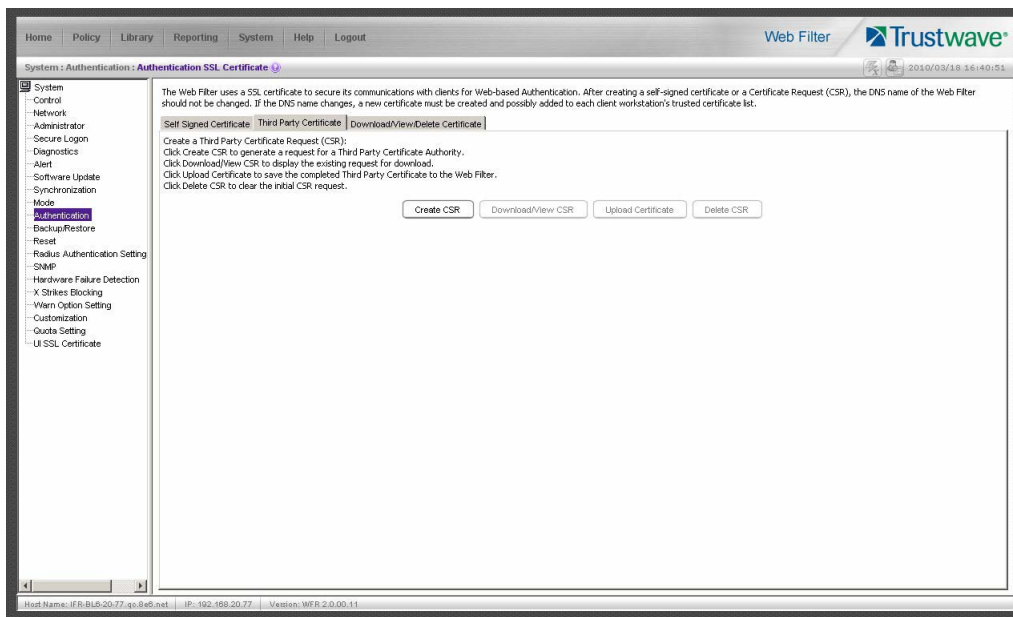 Home Policy Library Reporting System Help Logout
Web Filter
Trustwave®
System : Authentication : Authentication SSL Certificate
2010/03/18 16:40:51
System
Control
Network
Administrator
Secure Logon
Diagnostics
Alert
Software Update
Synchronization
Mode
Authentication
Backup/Restore
Reset
Radius Authentication Setting
SNMP
Hardware Failure Detection
X Strikes Blocking
Warn Option Setting
Customization
Quota Setting
UI SSL Certificate
The Web Filter uses a SSL certificate to secure its communications with clients for Web-based Authentication. After creating a self-signed certificate or a Certificate Request (CSR), the DNS name of the Web Filter
should not be changed. If the DNS name changes, a new certificate must be created and possibly added to each client workstation's trusted certificate list.
Self Signed Certificate Third Party Certificate Download/View/Delete Certificate
Create a Third Party Certificate Request (CSR):
Click Create CSR to generate a request for a Third Party Certificate Authority.
Click Download/View CSR to display the existing request for download.
Click Upload Certificate to save the completed Third Party Certificate to the Web Filter.
Click Delete CSR to clear the initial CSR request.
Create CSR Download/View CSR Upload Certificate Delete CSR
Host Name: IFR-BL6-20-77.qc.8e6.net IP: 192.168.20.77 Version: WFR 2.0.00.11